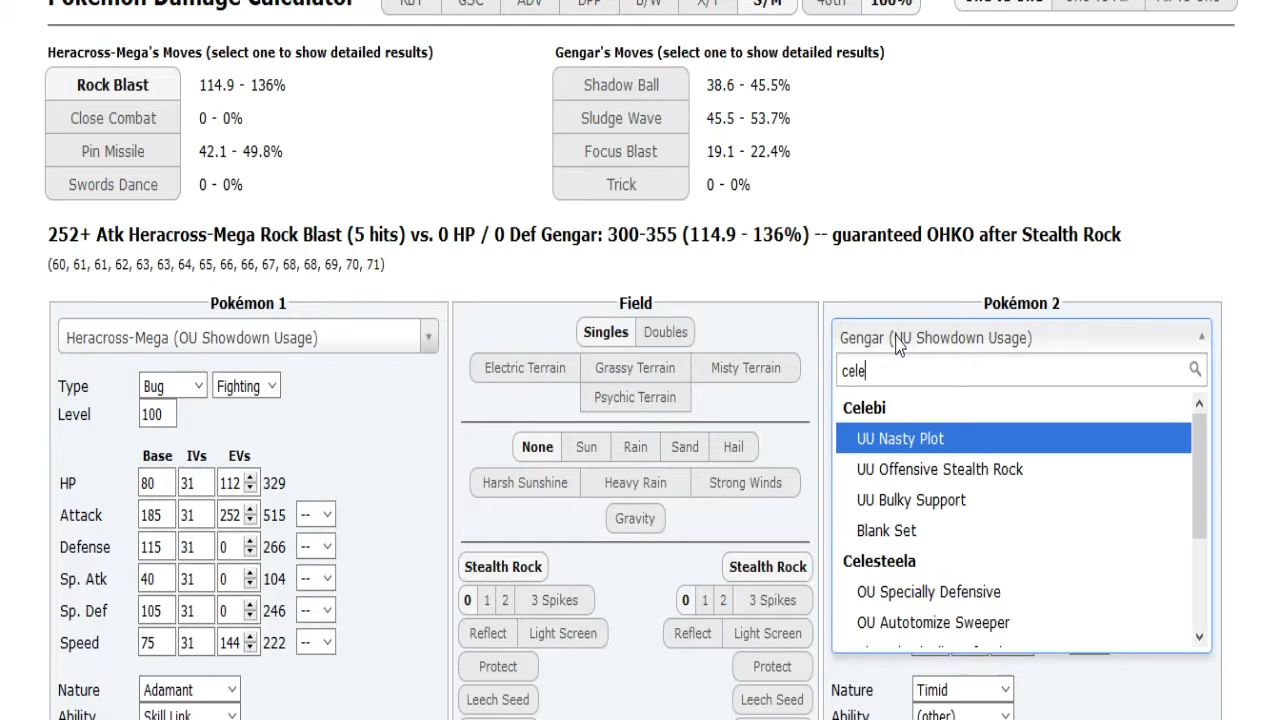 Pokémon Damage Calculator
RBY GSC ADV DPP B/W X/Y S/M 100%
Heracross-Mega's Moves (select one to show detailed results)
Gengar's Moves (select one to show detailed results)
Rock Blast 114.9 - 136%
Shadow Ball 38.6 - 45.5%
Close Combat 0 - 0%
Sludge Wave 45.5 - 53.7%
Pin Missile 42.1 - 49.8%
Focus Blast 19.1 - 22.4%
Swords Dance 0 - 0%
Trick 0 - 0%
252+ Atk Heracross-Mega Rock Blast (5 hits) vs. 0 HP / 0 Def Gengar: 300-355 (114.9 - 136%) -- guaranteed OHKO after Stealth Rock
(60, 61, 61, 62, 63, 63, 64, 65, 66, 66, 67, 68, 68, 69, 70, 71)
Pokémon 1
Heracross-Mega (OU Showdown Usage)
Type Bug Fighting
Level 100
Base IVs EVs
HP 80 31 112 329
Attack 185 31 252 515 --
Defense 115 31 0 266 --
Sp. Atk 40 31 0 104 --
Sp. Def 105 31 0 246 --
Speed 75 31 144 222 --
Nature Adamant
Ability Skill Link
Field
Singles Doubles
Electric Terrain Grassy Terrain Misty Terrain
Psychic Terrain
None Sun Rain Sand Hail
Harsh Sunshine Heavy Rain Strong Winds
Gravity
Stealth Rock Stealth Rock
0 1 2 3 Spikes 0 1 2 3 Spikes
Reflect Light Screen Reflect Light Screen
Protect Protect
Leech Seed Leech Seed
Pokémon 2
Gengar (NU Showdown Usage)
cele
Celebi
UU Nasty Plot
UU Offensive Stealth Rock
UU Bulky Support
Blank Set
Celesteela
OU Specially Defensive
OU Autotomize Sweeper
Nature Timid
Ability (other)